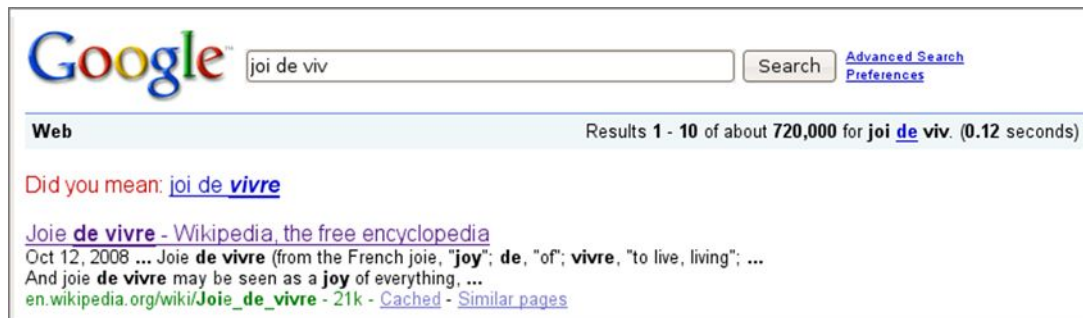 Google™ joi de viv Search Advanced Search
Preferences
Web Results 1 - 10 of about 720,000 for joi de viv. (0.12 seconds)
Did you mean: joi de vivre
Joie de vivre - Wikipedia, the free encyclopedia
Oct 12, 2008 ... Joie de vivre (from the French joie, "joy"; de, "of"; vivre, "to live, living"; ...
And joie de vivre may be seen as a joy of everything, ...
en.wikipedia.org/wiki/Joie_de_vivre - 21k - Cached - Similar pages